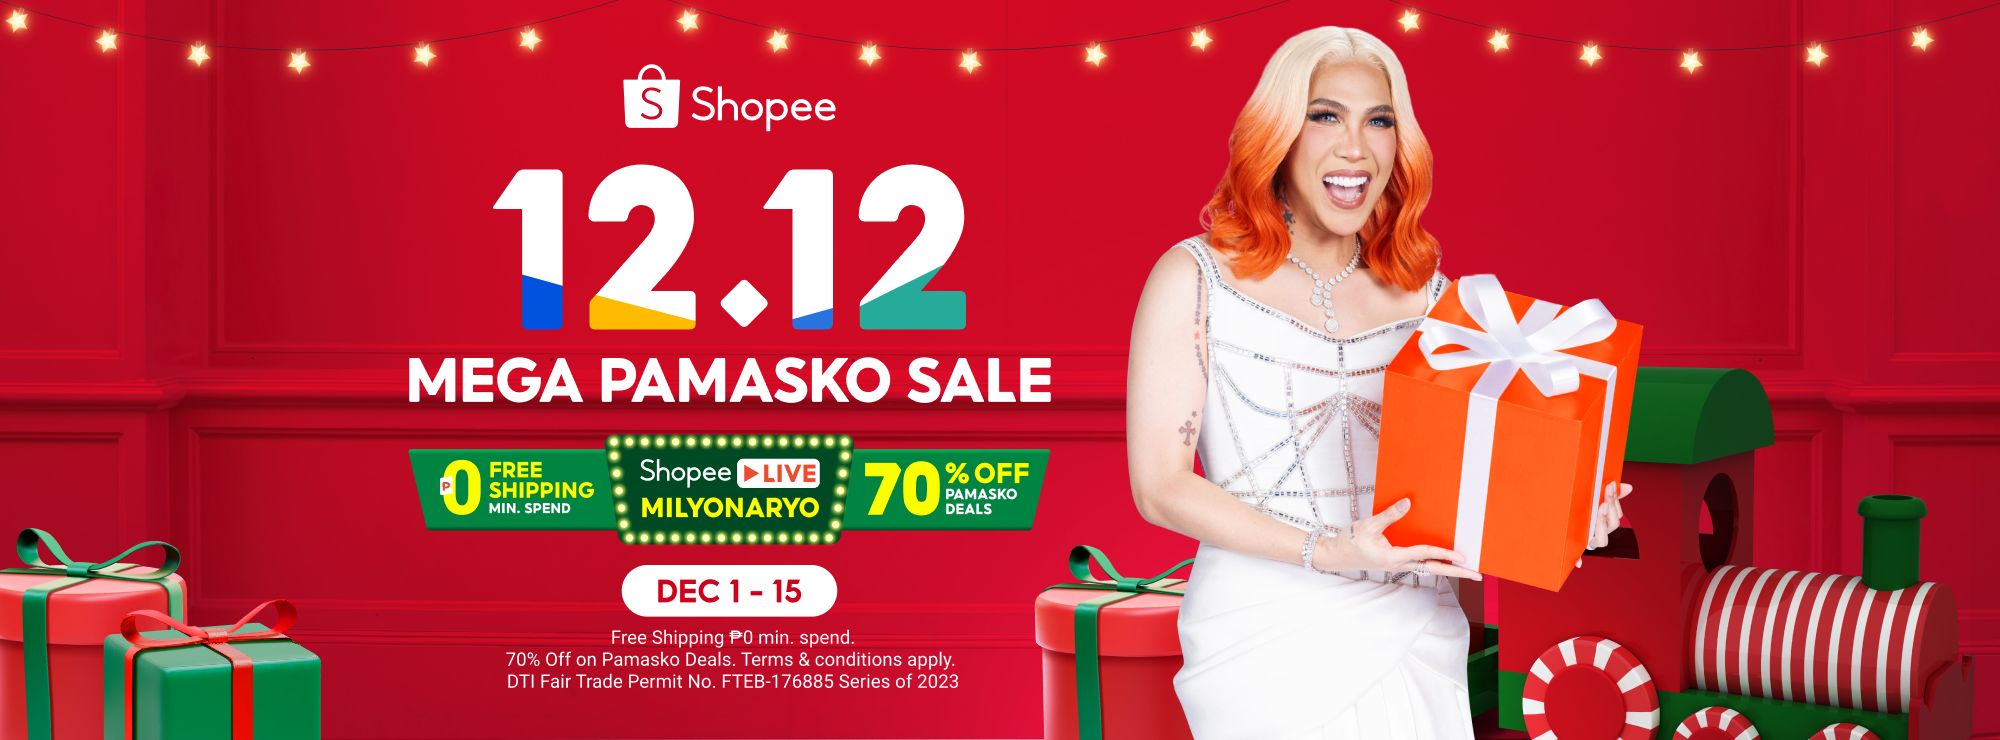 S Shopee
12.12
MEGA PAMASKO SALE
₱0 FREE
SHIPPING
MIN. SPEND
Shopee LIVE
MILYONARYO
70% OFF
PAMASKO
DEALS
DEC 1 - 15
Free Shipping ₱0 min. spend.
70% Off on Pamasko Deals. Terms & conditions apply.
DTI Fair Trade Permit No. FTEB-176885 Series of 2023